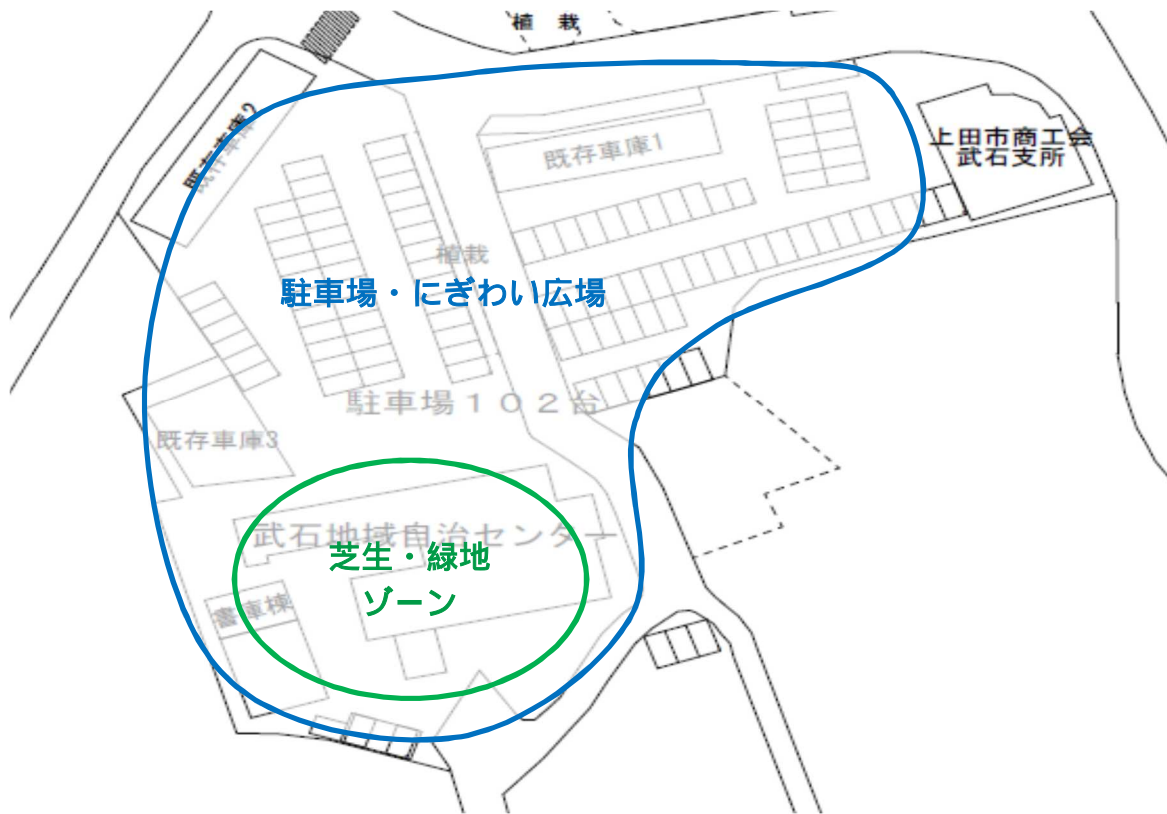 植　栽
既存車庫2
既存車庫1
上田市商工会
武石支所
植栽
駐車場・にぎわい広場
駐車場１０２台
既存車庫3
武石地域自治センター
芝生・緑地
ゾーン
書庫棟